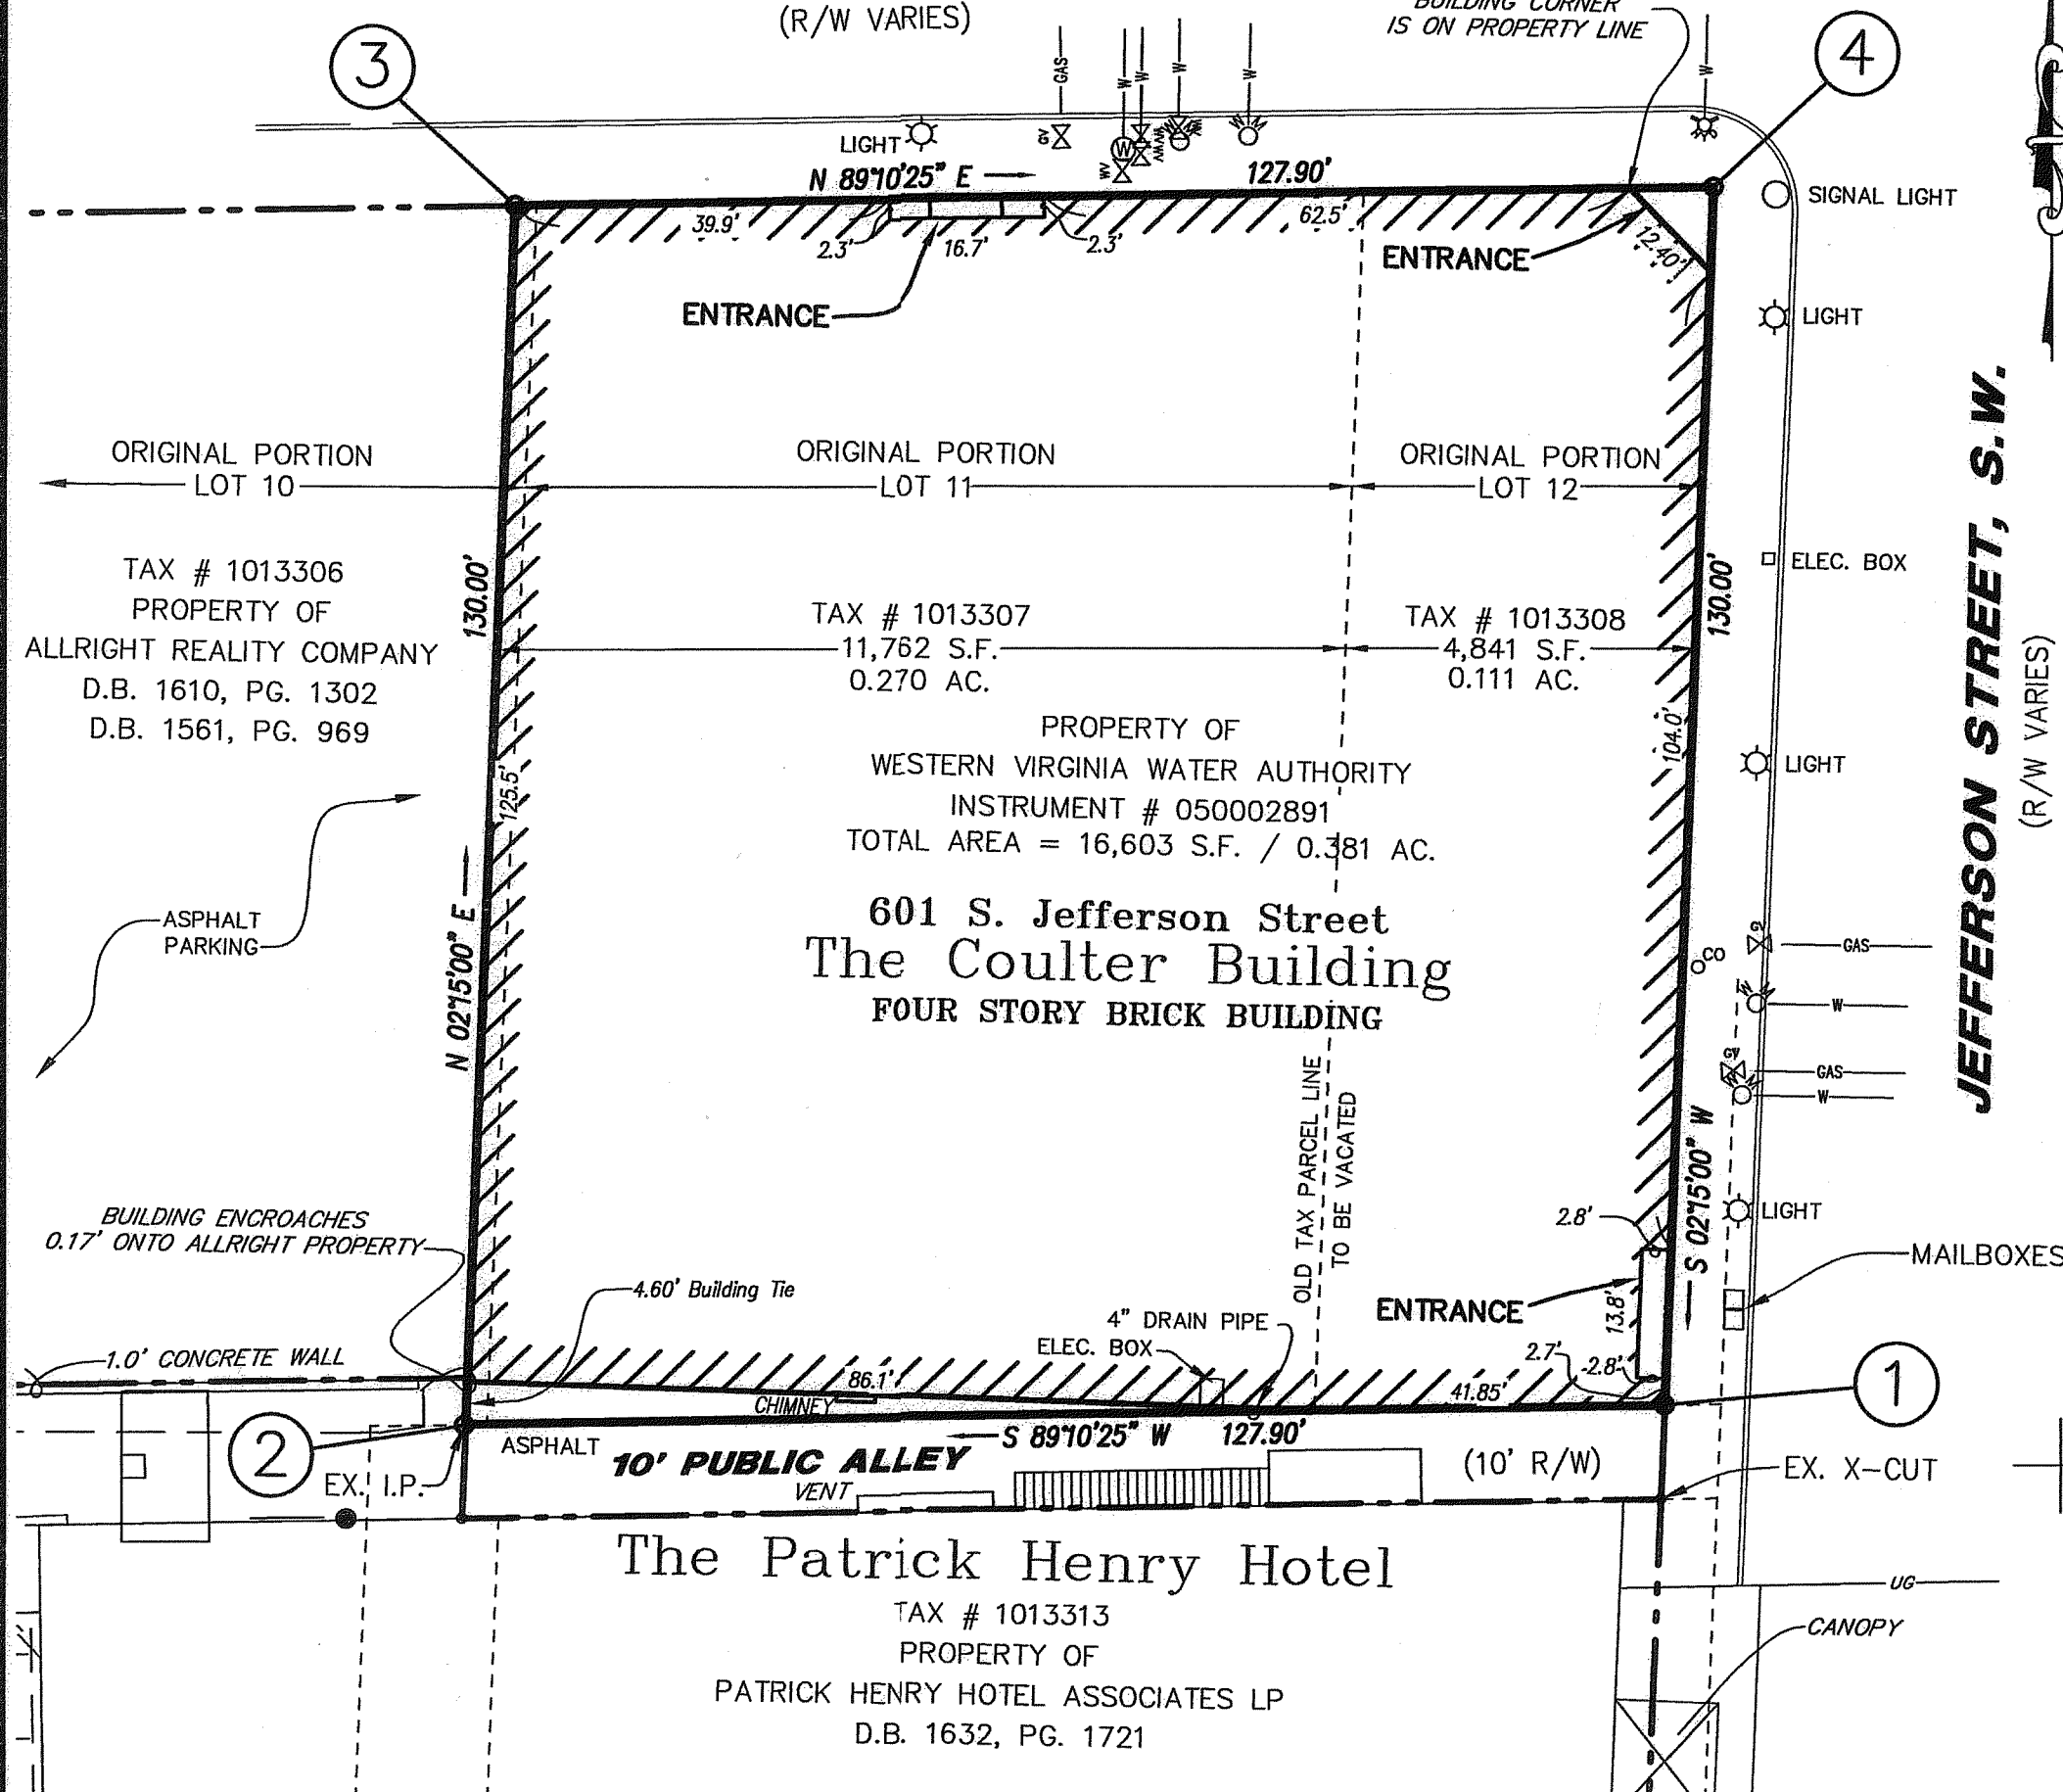 (R/W VARIES)
BUILDING CORNER
IS ON PROPERTY LINE
3
4
GAS
W
W
W
W
W
LIGHT
GV
W
WV
N 89°10'25" E
127.90'
SIGNAL LIGHT
39.9'
2.3'
16.7'
2.3'
62.5'
12.40'
ENTRANCE
ENTRANCE
LIGHT
ORIGINAL PORTION
LOT 10
ORIGINAL PORTION
LOT 11
ORIGINAL PORTION
LOT 12
JEFFERSON STREET, S.W.
(R/W VARIES)
ELEC. BOX
TAX # 1013306
PROPERTY OF
ALLRIGHT REALITY COMPANY
D.B. 1610, PG. 1302
D.B. 1561, PG. 969
130.00'
TAX # 1013307
11,762 S.F.
0.270 AC.
TAX # 1013308
4,841 S.F.
0.111 AC.
130.00'
104.0'
125.5'
PROPERTY OF
WESTERN VIRGINIA WATER AUTHORITY
INSTRUMENT # 050002891
TOTAL AREA = 16,603 S.F. / 0.381 AC.
LIGHT
ASPHALT
PARKING
N 02°15'00" E
601 S. Jefferson Street
The Coulter Building
FOUR STORY BRICK BUILDING
CO
GAS
W
GV
GAS
W
OLD TAX PARCEL LINE
TO BE VACATED
S 02°15'00" W
LIGHT
MAILBOXES
BUILDING ENCROACHES
0.17' ONTO ALLRIGHT PROPERTY
2.8'
4.60' Building Tie
ENTRANCE
13.8'
4" DRAIN PIPE
ELEC. BOX
2.7'
2.8'
1.0' CONCRETE WALL
86.1'
CHIMNEY
41.85'
1
2
ASPHALT
S 89°10'25" W
127.90'
10' PUBLIC ALLEY
(10' R/W)
EX. I.P.
VENT
EX. X-CUT
The Patrick Henry Hotel
TAX # 1013313
PROPERTY OF
PATRICK HENRY HOTEL ASSOCIATES LP
D.B. 1632, PG. 1721
UG
CANOPY